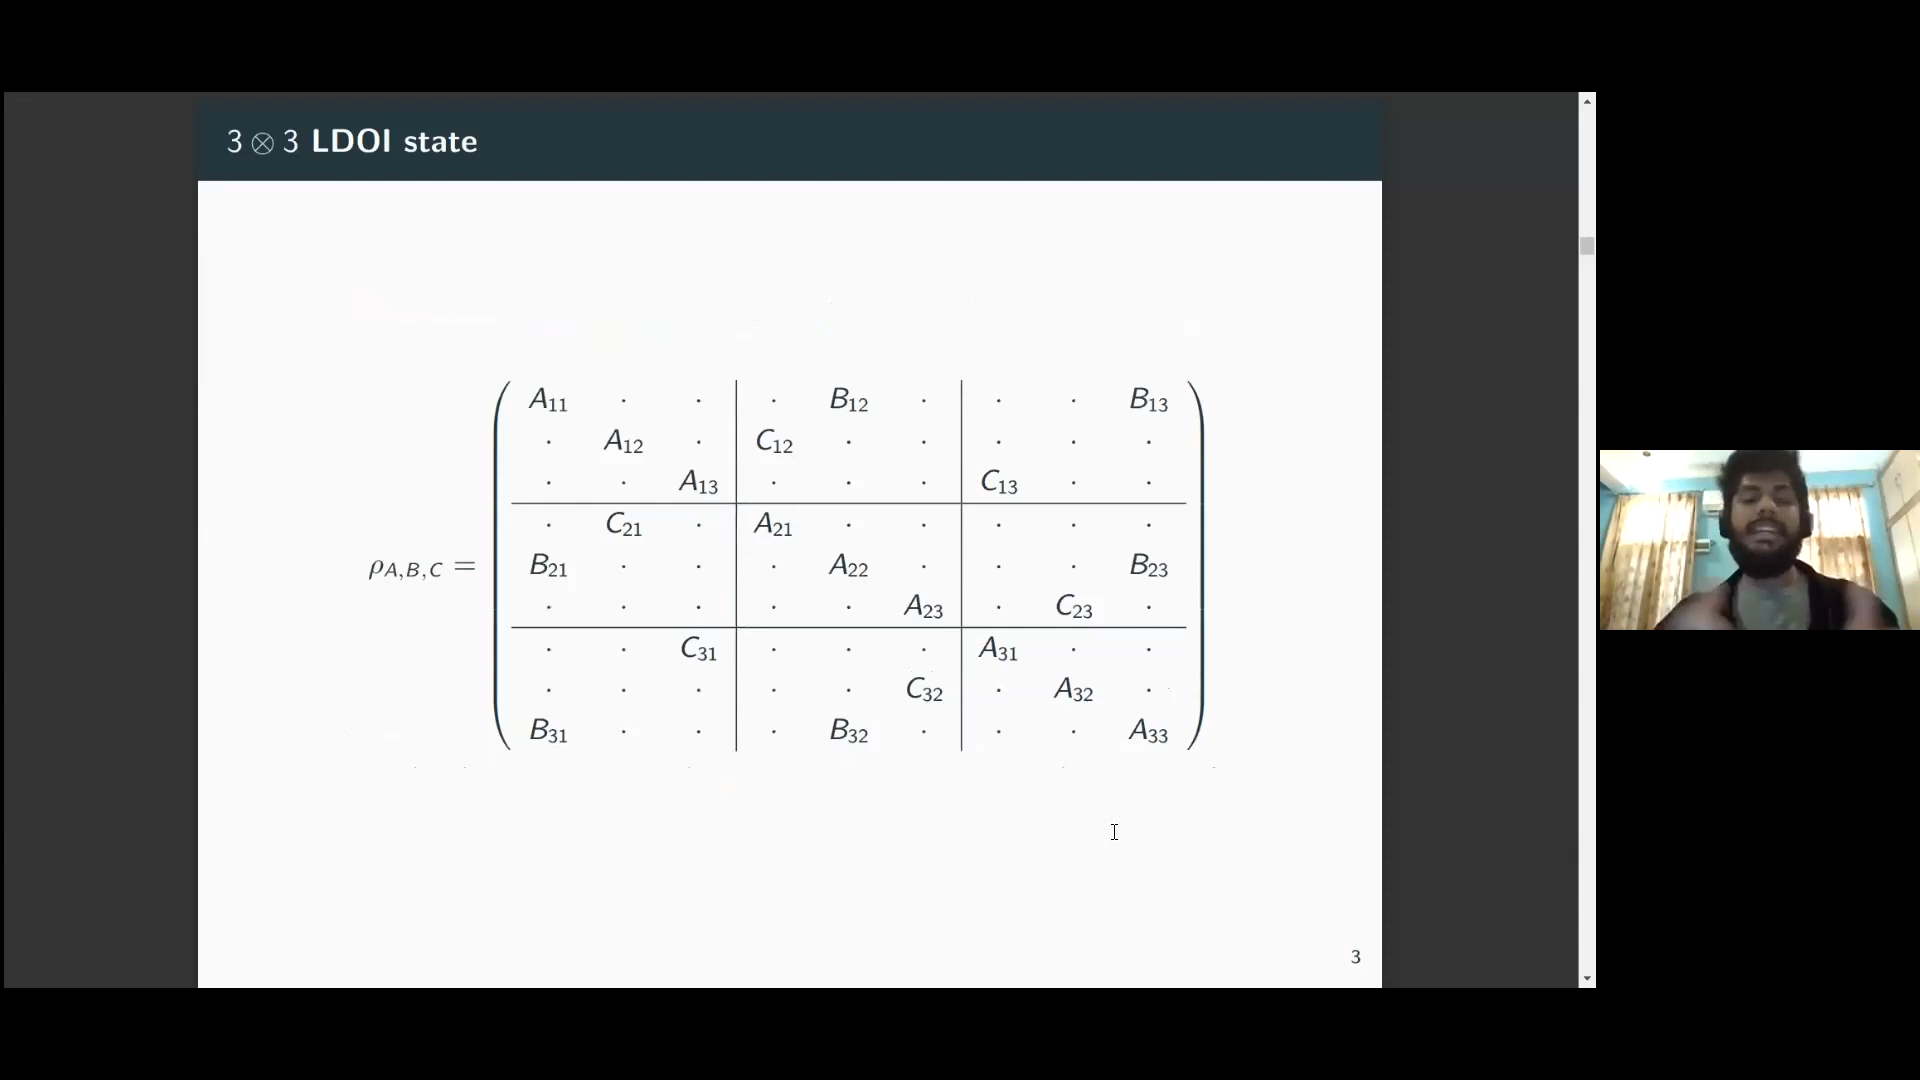 3 ⊗ 3 LDOI state
A₁₁ · · · B₁₂ · · · B₁₃
· A₁₂ · C₁₂ · · · · ·
· · A₁₃ · · · C₁₃ · ·
· C₂₁ · A₂₁ · · · · ·
ρ_{A,B,C} = B₂₁ · · · A₂₂ · · · B₂₃
· · · · · A₂₃ · C₂₃ ·
· · C₃₁ · · · A₃₁ · ·
· · · · · C₃₂ · A₃₂ ·
B₃₁ · · · B₃₂ · · · A₃₃
3